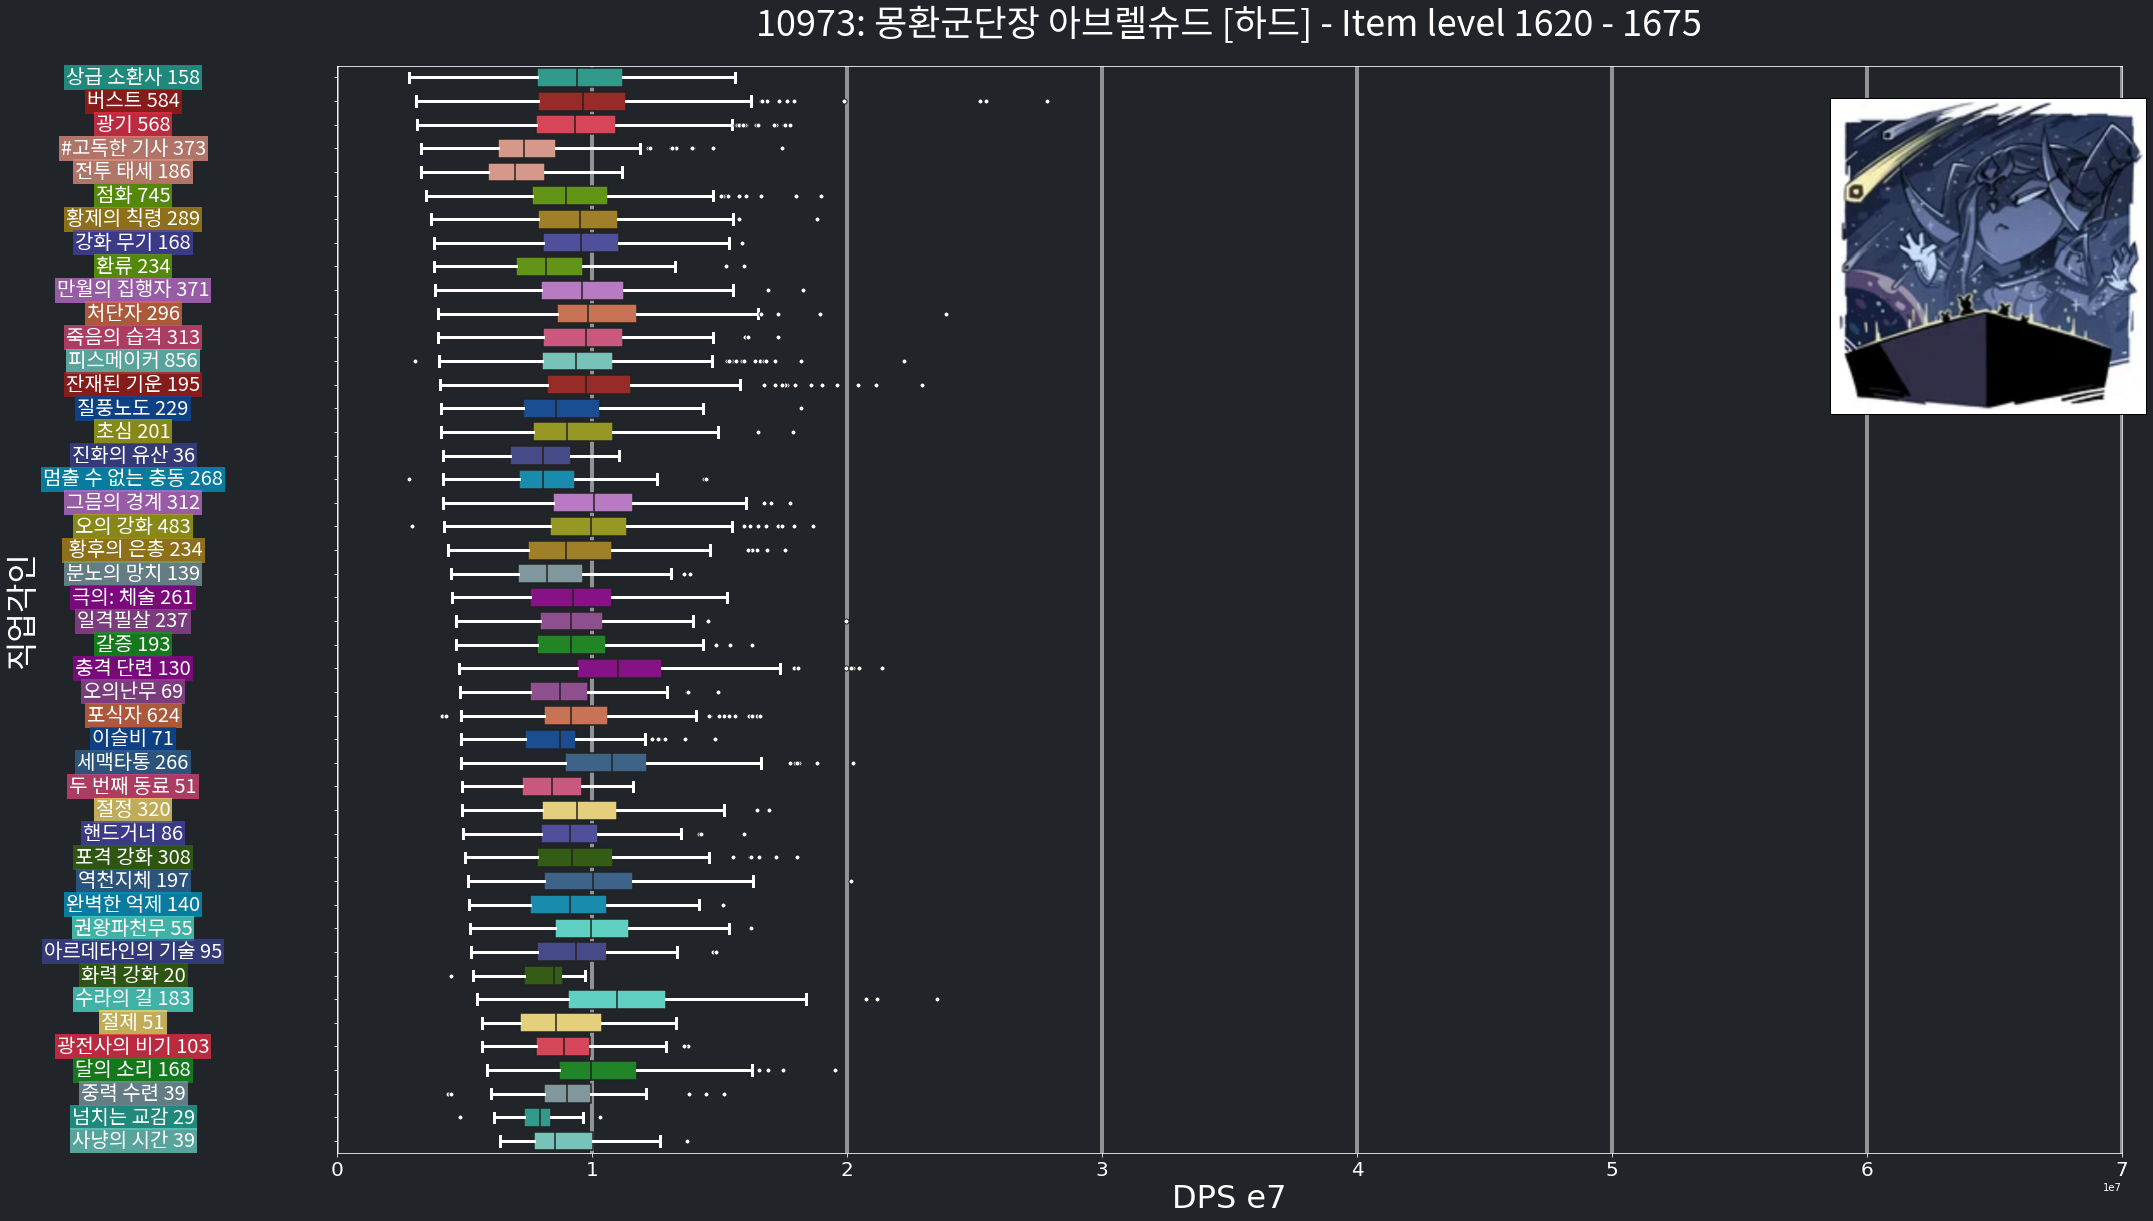 10973: 몽환군단장 아브렐슈드 [하드] - Item level 1620 - 1675
상급 소환사 158
버스트 584
광기 568
#고독한 기사 373
전투 태세 186
점화 745
황제의 칙령 289
강화 무기 168
환류 234
만월의 집행자 371
처단자 296
죽음의 습격 313
피스메이커 856
잔재된 기운 195
질풍노도 229
초심 201
진화의 유산 36
멈출 수 없는 충동 268
그믐의 경계 312
오의 강화 483
황후의 은총 234
분노의 망치 139
극의: 체술 261
일격필살 237
갈증 193
충격 단련 130
오의난무 69
포식자 624
이슬비 71
세맥타통 266
두 번째 동료 51
절정 320
핸드거너 86
포격 강화 308
역천지체 197
완벽한 억제 140
권왕파천무 55
아르데타인의 기술 95
화력 강화 20
수라의 길 183
절제 51
광전사의 비기 103
달의 소리 168
중력 수련 39
넘치는 교감 29
사냥의 시간 39
직업각인
0 1 2 3 4 5 6 7
1e7
DPS e7